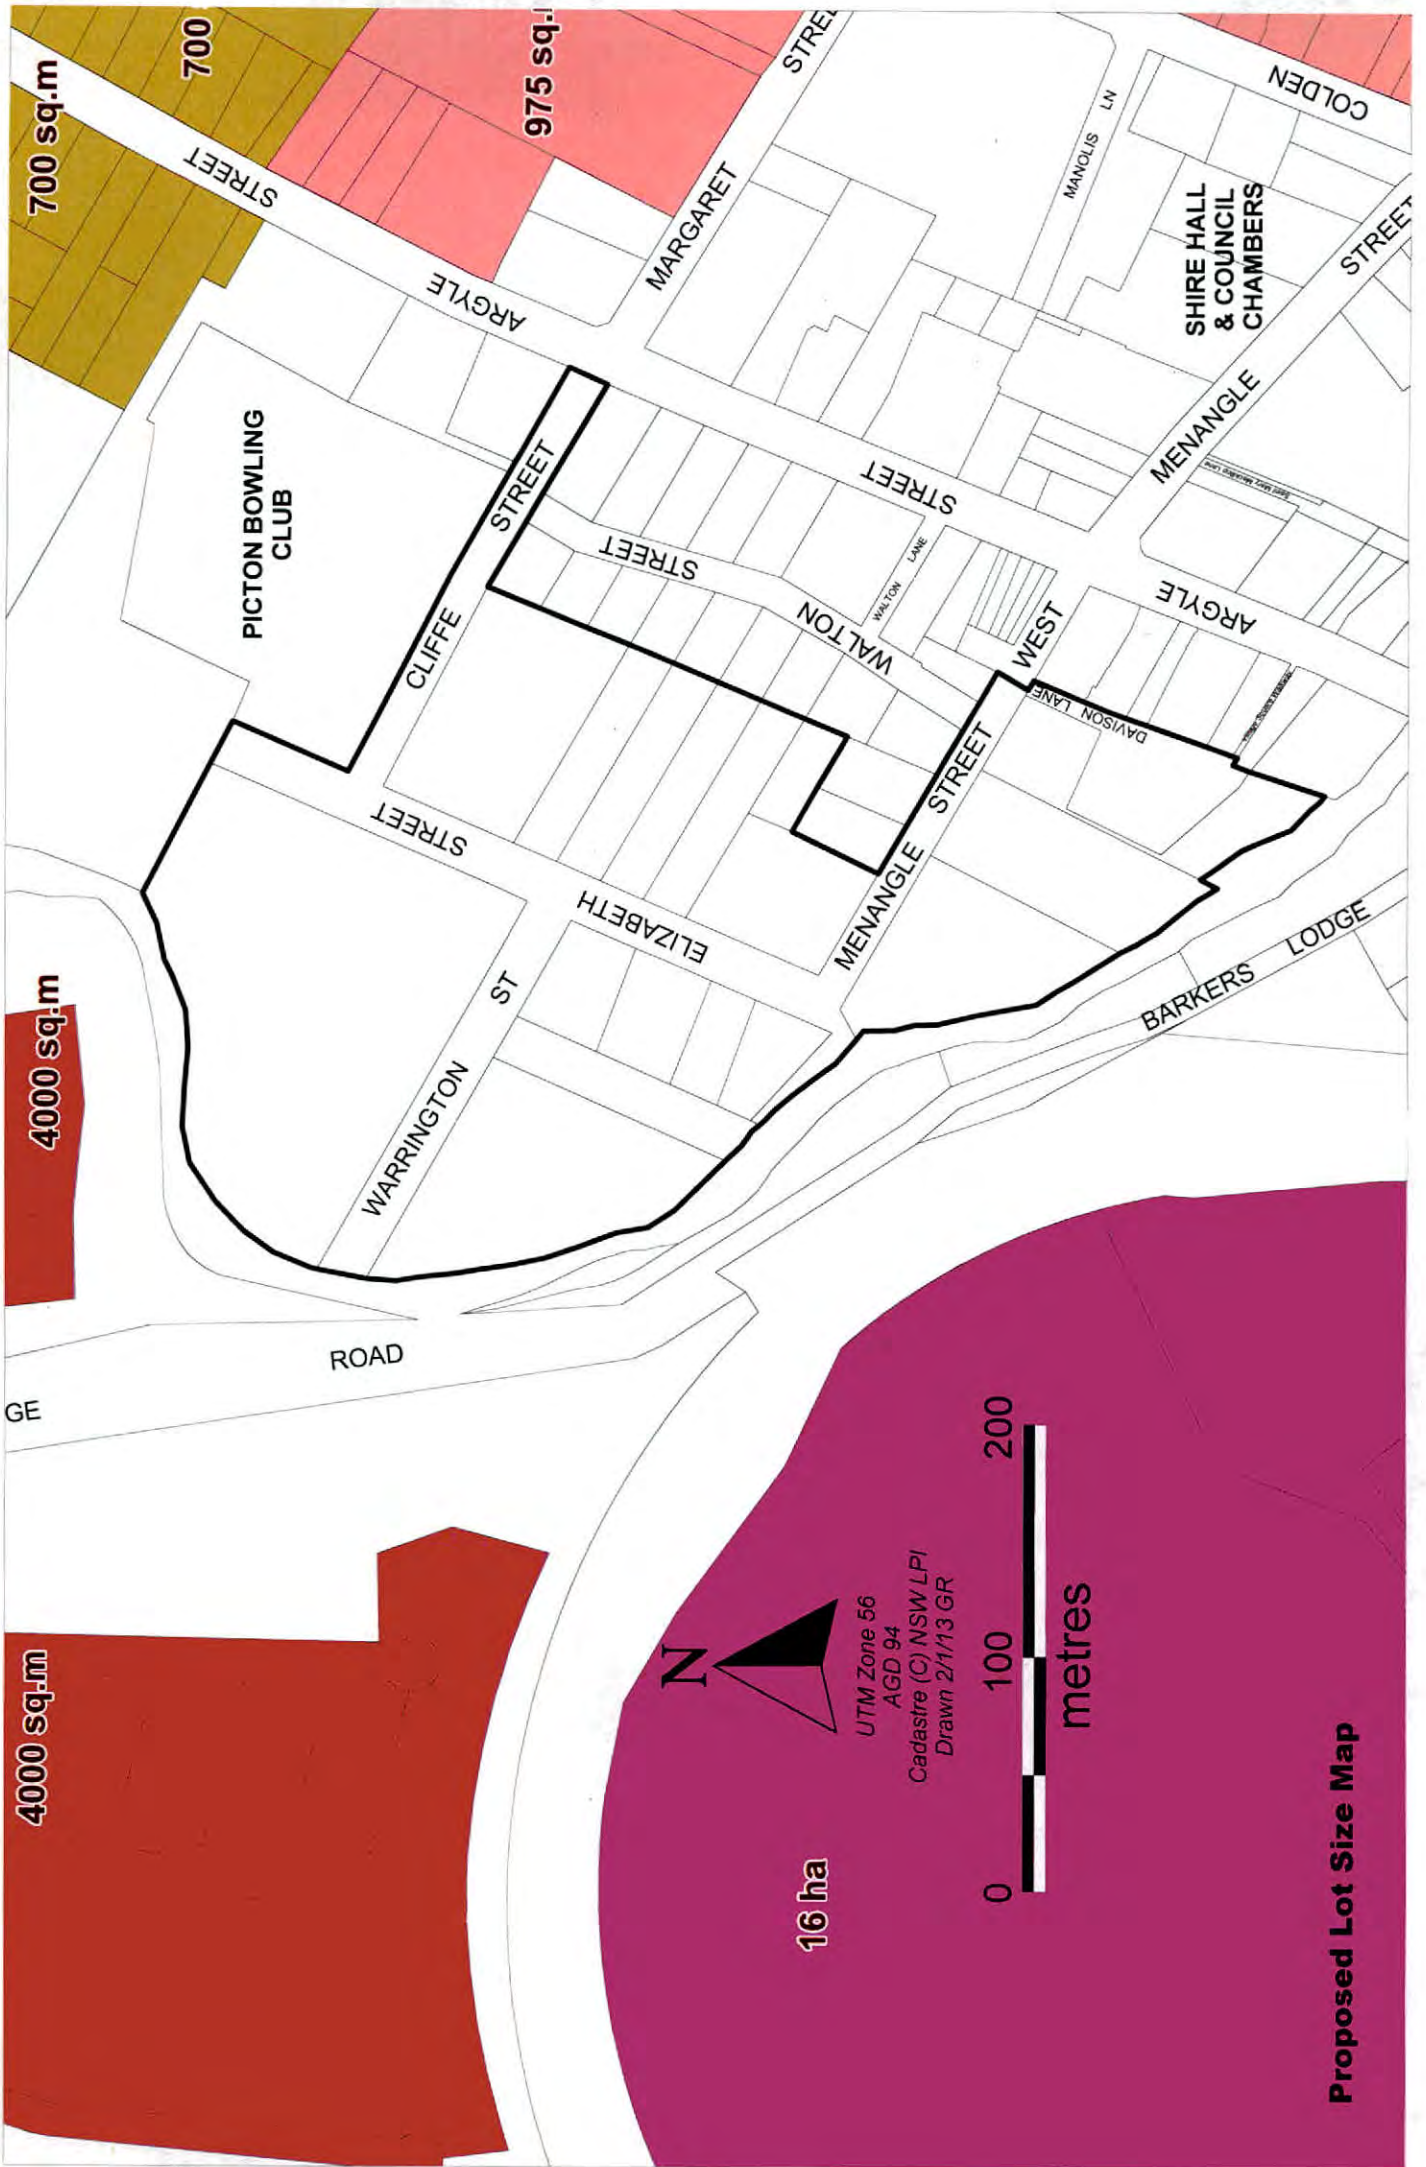 4000 sq.m
4000 sq.m
700 sq.m
700
975 sq.
GE
ROAD
STREET
ARGYLE
MARGARET
PICTON BOWLING
CLUB
CLIFFE
STREET
STREET
ELIZABETH
WARRINGTON
ST
STREET
WALTON
WALTON
LANE
STREET
MANOLIS
LN
COLDEN
SHIRE HALL
& COUNCIL
CHAMBERS
MENANGLE
STREET
MENANGLE
STREET
WEST
DAVISON LANE
ARGYLE
BARKERS
LODGE
16 ha
N
UTM Zone 56
AGD 94
Cadastre (C) NSW LPI
Drawn 2/1/13 GR
0
100
200
metres
Proposed Lot Size Map